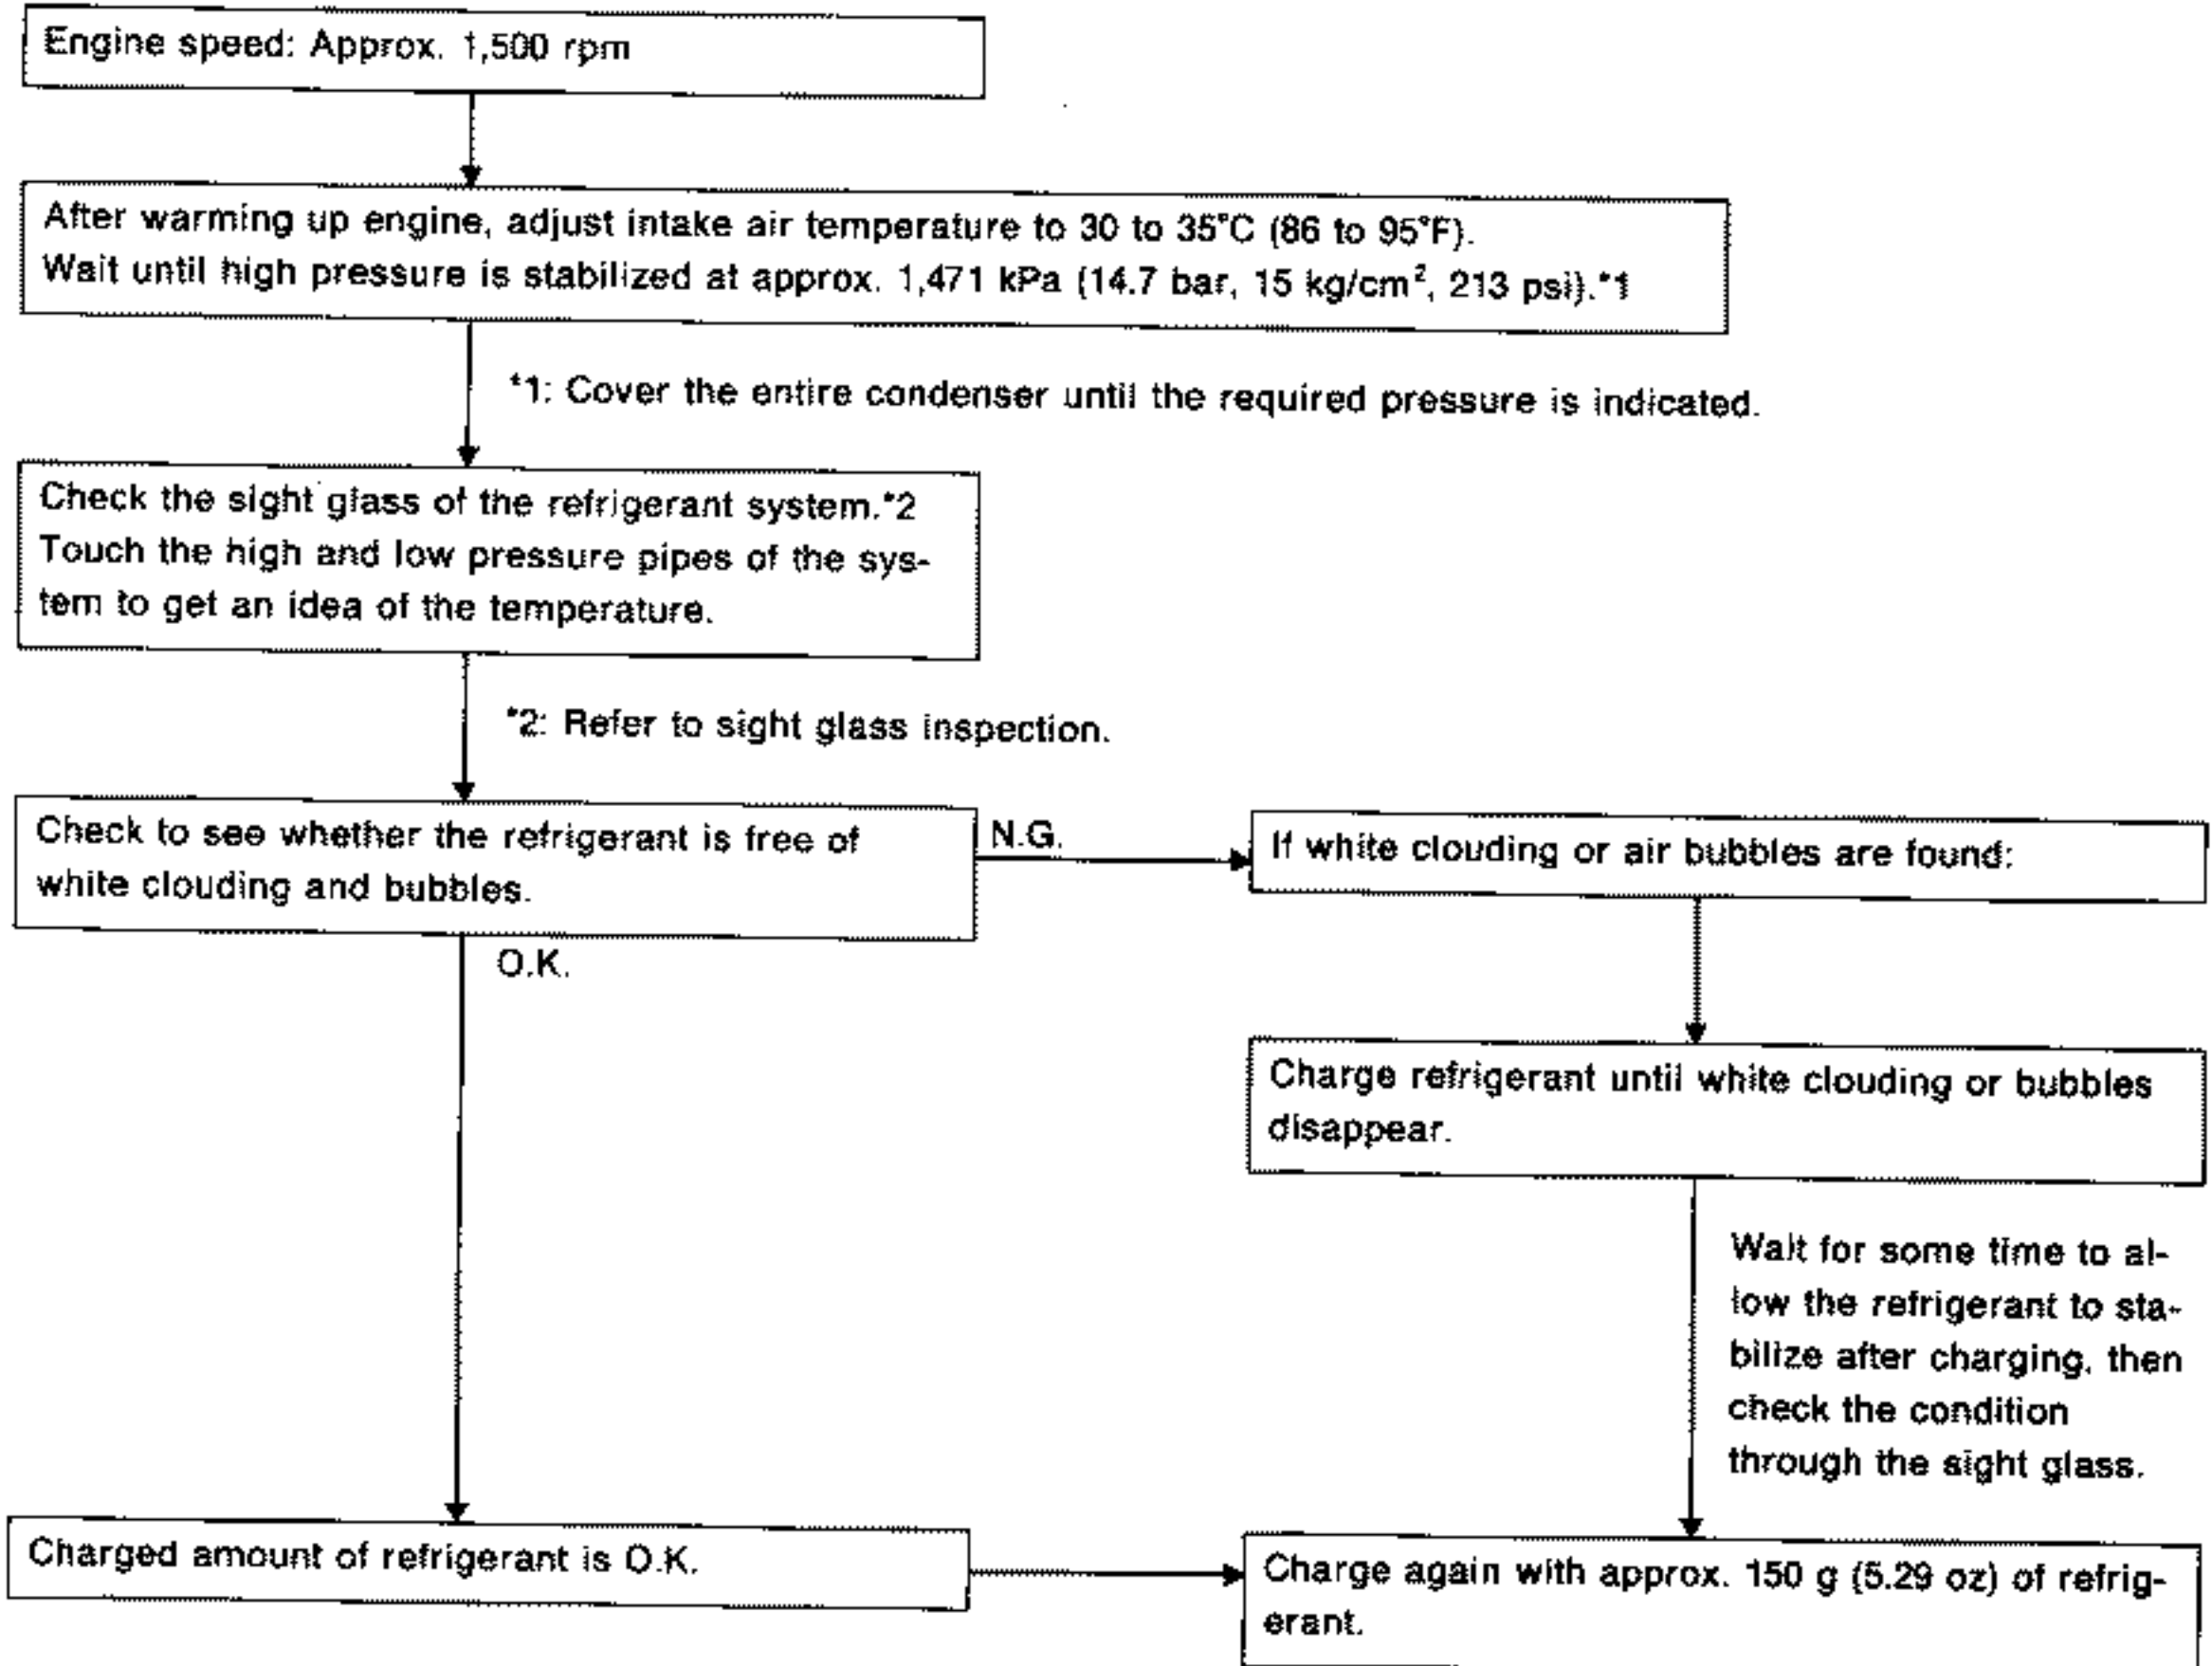 Engine speed: Approx. 1,500 rpm
After warming up engine, adjust intake air temperature to 30 to 35°C (86 to 95°F).
Wait until high pressure is stabilized at approx. 1,471 kPa (14.7 bar, 15 kg/cm², 213 psi).*1
*1: Cover the entire condenser until the required pressure is indicated.
Check the sight glass of the refrigerant system.*2
Touch the high and low pressure pipes of the sys-
tem to get an idea of the temperature.
*2: Refer to sight glass inspection.
Check to see whether the refrigerant is free of
white clouding and bubbles.
N.G.
If white clouding or air bubbles are found:
O.K.
Charge refrigerant until white clouding or bubbles
disappear.
Wait for some time to al-
low the refrigerant to sta-
bilize after charging, then
check the condition
through the sight glass.
Charged amount of refrigerant is O.K.
Charge again with approx. 150 g (5.29 oz) of refrig-
erant.